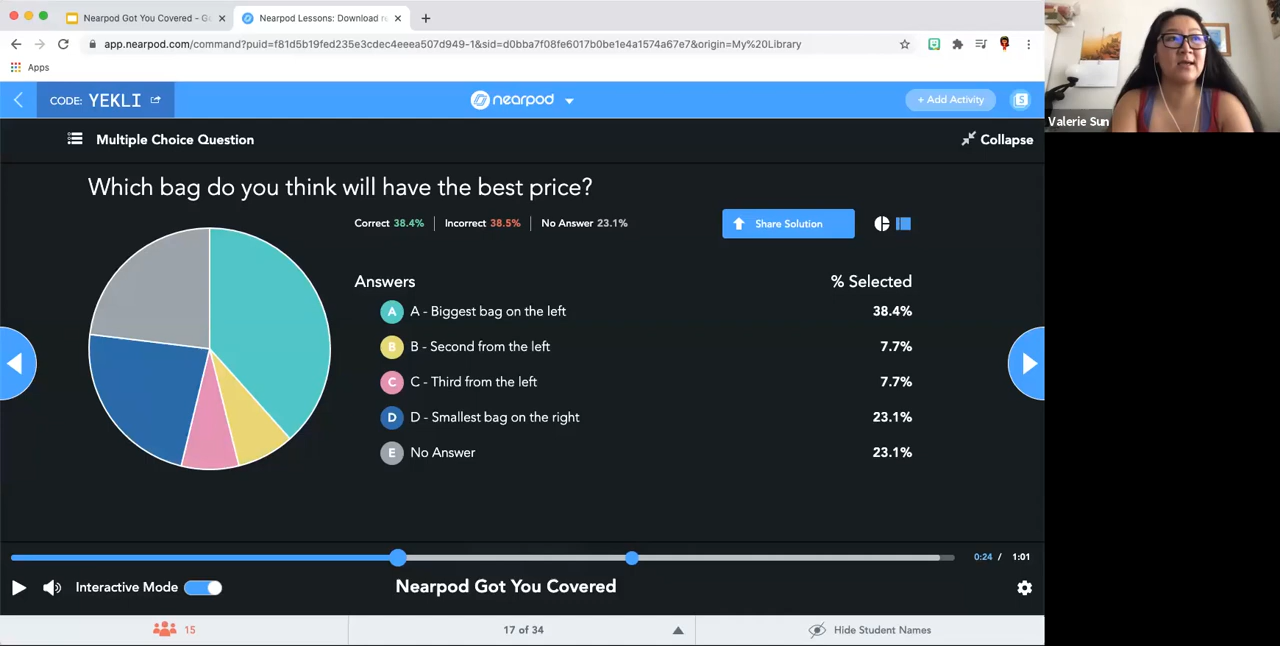 Nearpod Got You Covered - Go
Nearpod Lessons: Download re
app.nearpod.com/command?puid=f81d5b19fed235e3cdec4eeea507d949-1&sid=d0bba7f08fe6017b0be1e4a1574a67e7&origin=My%20Library
Apps
CODE: YEKLI
nearpod
+ Add Activity
S
Valerie Sun
Multiple Choice Question
Collapse
Which bag do you think will have the best price?
Correct 38.4% | Incorrect 38.5% | No Answer 23.1%
Share Solution
Answers % Selected
A A - Biggest bag on the left 38.4%
B B - Second from the left 7.7%
C C - Third from the left 7.7%
D D - Smallest bag on the right 23.1%
E No Answer 23.1%
0:24 / 1:01
Interactive Mode
Nearpod Got You Covered
15
17 of 34
Hide Student Names